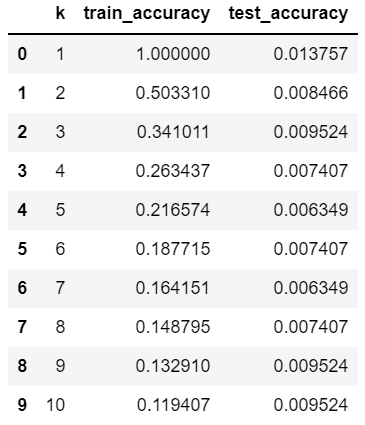 k train_accuracy test_accuracy
0 1 1.000000 0.013757
1 2 0.503310 0.008466
2 3 0.341011 0.009524
3 4 0.263437 0.007407
4 5 0.216574 0.006349
5 6 0.187715 0.007407
6 7 0.164151 0.006349
7 8 0.148795 0.007407
8 9 0.132910 0.009524
9 10 0.119407 0.009524